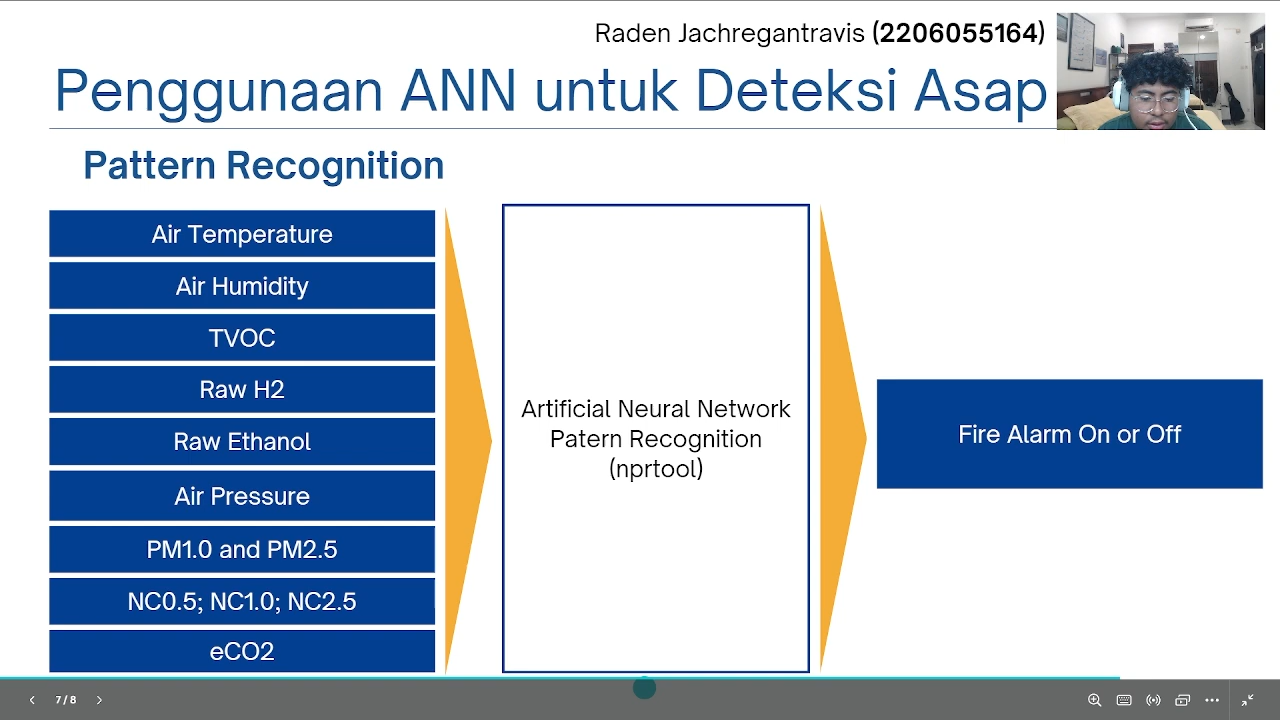 Raden Jachregantravis (2206055164)
Penggunaan ANN untuk Deteksi Asap
Pattern Recognition
Air Temperature
Air Humidity
TVOC
Raw H2
Raw Ethanol
Air Pressure
PM1.0 and PM2.5
NC0.5; NC1.0; NC2.5
eCO2
Artificial Neural Network
Patern Recognition
(nprtool)
Fire Alarm On or Off
7 / 8